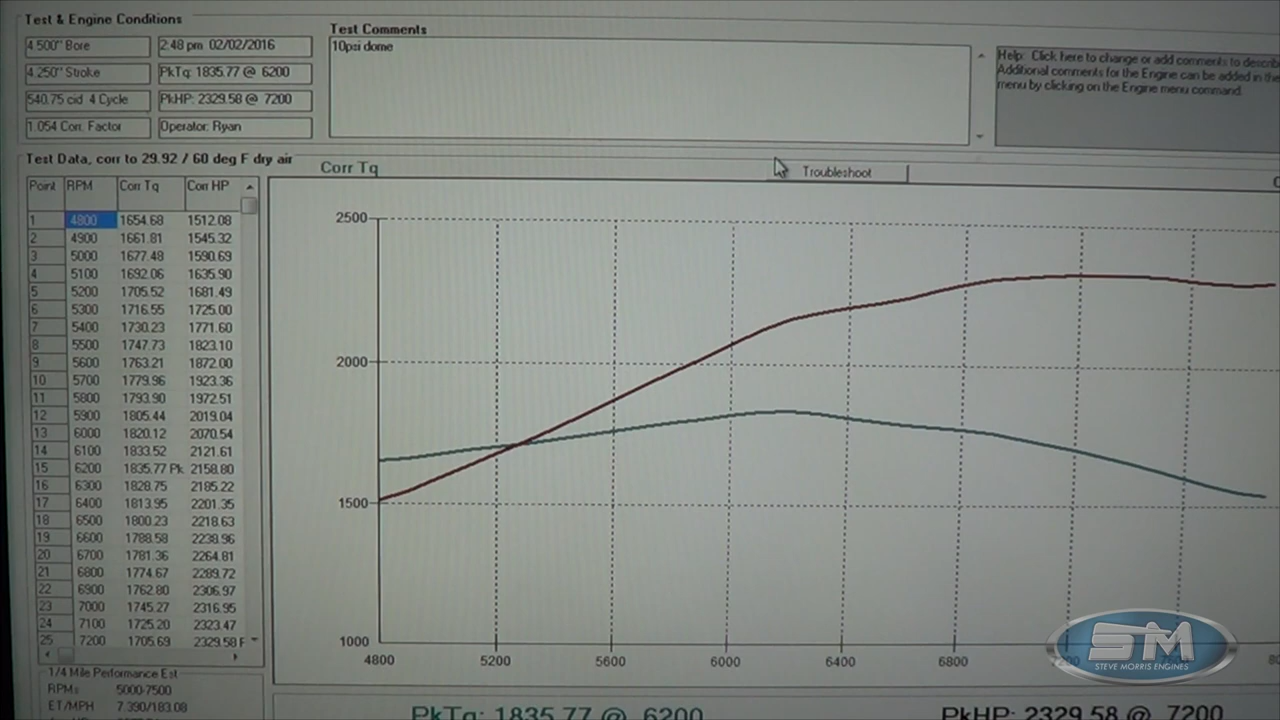 Test & Engine Conditions
4.500" Bore
2:48 pm 02/02/2016
4.250" Stroke
PkTq: 1835.77 @ 6200
540.75 cid 4 Cycle
PkHP: 2329.58 @ 7200
1.054 Corr. Factor
Operator: Ryan
Test Comments
10psi dome
Help: Click here to change or add comments to describe
Additional comments for the Engine can be added in the
menu by clicking on the Engine menu command.
Test Data, corr to 29.92 / 60 deg F dry air
Point RPM Corr Tq Corr HP
1 4800 1654.68 1512.08
2 4900 1661.81 1545.32
3 5000 1677.48 1590.69
4 5100 1692.06 1635.90
5 5200 1705.52 1681.49
6 5300 1716.55 1725.00
7 5400 1730.23 1771.60
8 5500 1747.73 1823.10
9 5600 1763.21 1872.00
10 5700 1779.96 1923.36
11 5800 1793.90 1972.51
12 5900 1805.44 2019.04
13 6000 1820.12 2070.54
14 6100 1833.52 2121.61
15 6200 1835.77 Pk 2158.80
16 6300 1828.75 2185.22
17 6400 1813.95 2201.35
18 6500 1800.23 2218.63
19 6600 1788.58 2238.96
20 6700 1781.36 2264.81
21 6800 1774.67 2289.72
22 6900 1762.80 2306.97
23 7000 1745.27 2316.95
24 7100 1725.20 2323.47
25 7200 1705.69 2329.58 P
1/4 Mile Performance Est
RPMs 5000-7500
ET/MPH 7.390/183.08
Corr Tq
Troubleshoot
2500
2000
1500
1000
4800 5200 5600 6000 6400 6800 7200
PkTq: 1835.77 @ 6200
PkHP: 2329.58 @ 7200
SM
STEVE MORRIS ENGINES